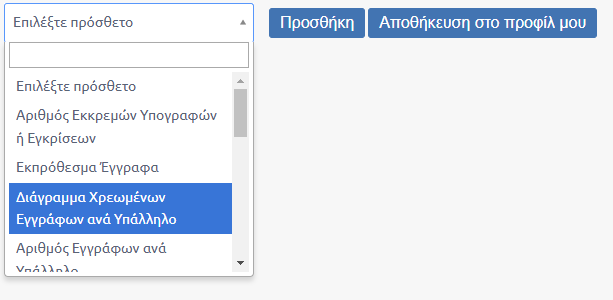 Επιλέξτε πρόσθετο
Προσθήκη
Αποθήκευση στο προφίλ μου
Επιλέξτε πρόσθετο
Αριθμός Εκκρεμών Υπογραφών
ή Εγκρίσεων
Εκπρόθεσμα Έγγραφα
Διάγραμμα Χρεωμένων
Εγγράφων ανά Υπάλληλο
Αριθμός Εγγράφων ανά
Υπάλληλο